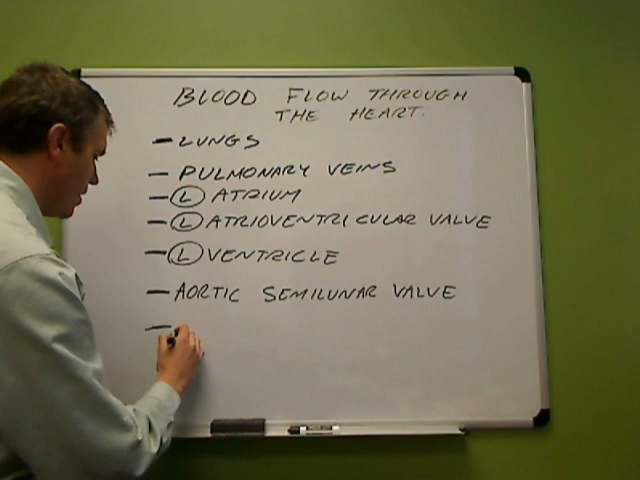 BLOOD FLOW THROUGH
THE HEART.
- LUNGS
- PULMONARY VEINS
- L ATRIUM
- L ATRIOVENTRICULAR VALVE
- L VENTRICLE
- AORTIC SEMILUNAR VALVE
-